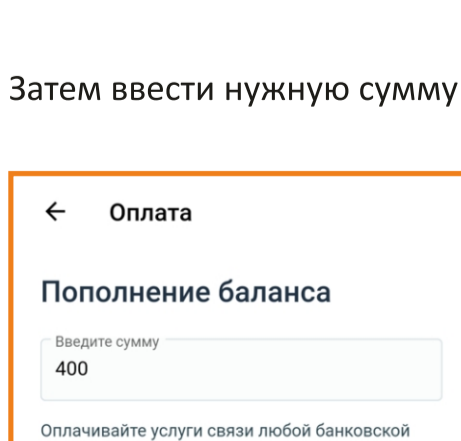 Затем ввести нужную сумму
Оплата
Пополнение баланса
Введите сумму
400
Оплачивайте услуги связи любой банковской